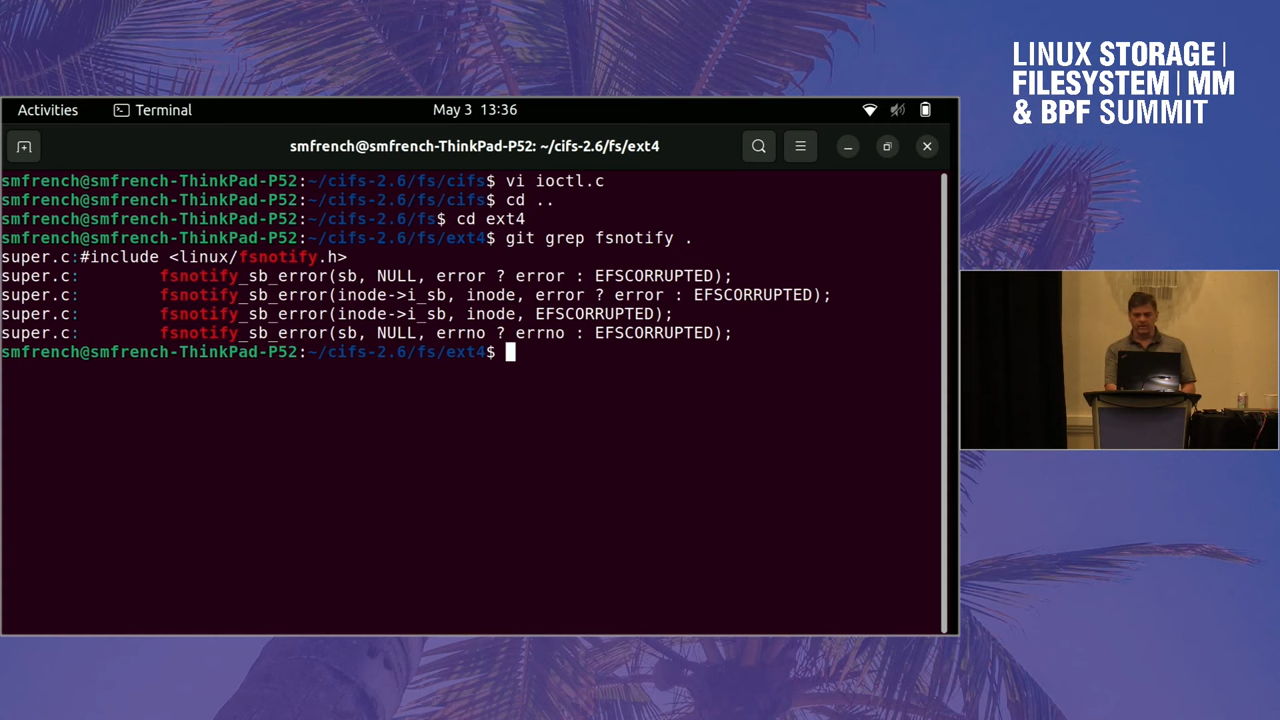 LINUX STORAGE |
FILESYSTEM | MM
& BPF SUMMIT
Activities Terminal May 3 13:36
smfrench@smfrench-ThinkPad-P52: ~/cifs-2.6/fs/ext4
smfrench@smfrench-ThinkPad-P52:~/cifs-2.6/fs/cifs$ vi ioctl.c
smfrench@smfrench-ThinkPad-P52:~/cifs-2.6/fs/cifs$ cd ..
smfrench@smfrench-ThinkPad-P52:~/cifs-2.6/fs$ cd ext4
smfrench@smfrench-ThinkPad-P52:~/cifs-2.6/fs/ext4$ git grep fsnotify .
super.c:#include <linux/fsnotify.h>
super.c:        fsnotify_sb_error(sb, NULL, error ? error : EFSCORRUPTED);
super.c:        fsnotify_sb_error(inode->i_sb, inode, error ? error : EFSCORRUPTED);
super.c:        fsnotify_sb_error(inode->i_sb, inode, EFSCORRUPTED);
super.c:        fsnotify_sb_error(sb, NULL, errno ? errno : EFSCORRUPTED);
smfrench@smfrench-ThinkPad-P52:~/cifs-2.6/fs/ext4$